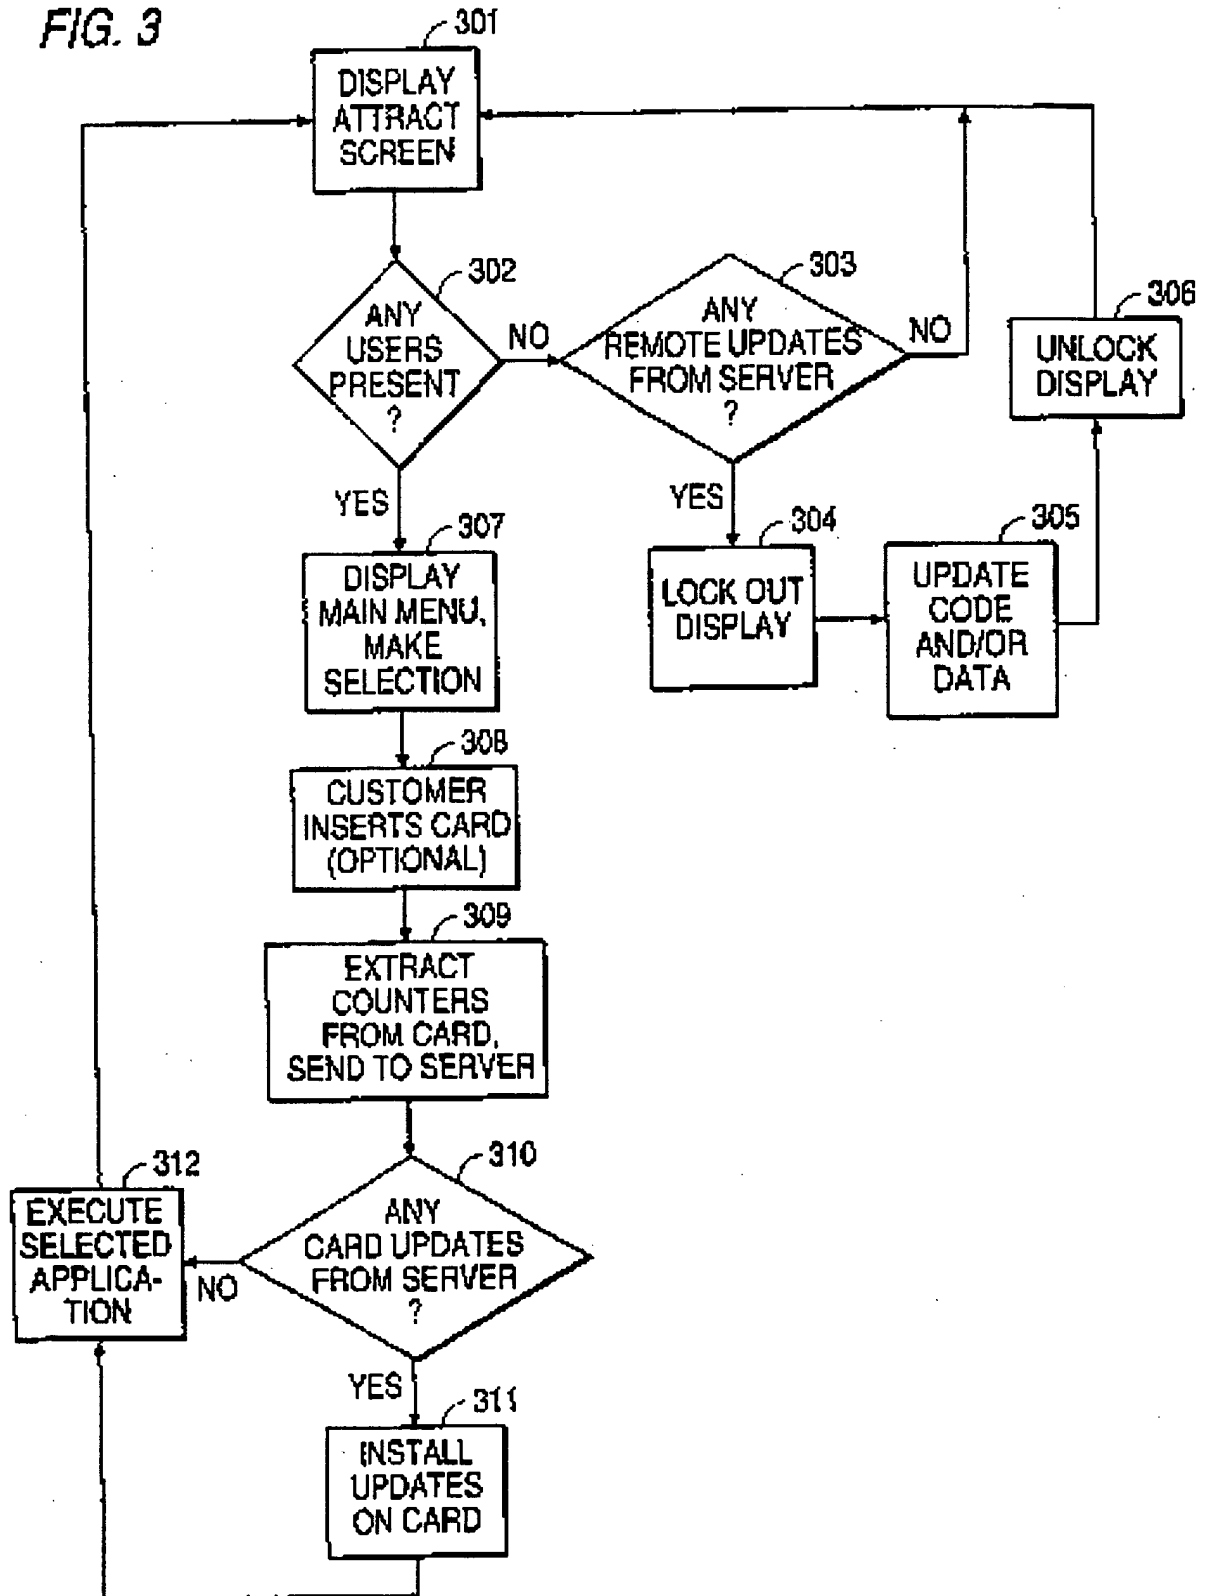 FIG. 3
301
DISPLAY
ATTRACT
SCREEN
302
ANY
USERS
PRESENT
?
NO
303
ANY
REMOTE UPDATES
FROM SERVER
?
NO
306
UNLOCK
DISPLAY
YES
YES
304
LOCK OUT
DISPLAY
305
UPDATE
CODE
AND/OR
DATA
307
DISPLAY
MAIN MENU,
MAKE
SELECTION
308
CUSTOMER
INSERTS CARD
(OPTIONAL)
309
EXTRACT
COUNTERS
FROM CARD,
SEND TO SERVER
310
ANY
CARD UPDATES
FROM SERVER
?
NO
312
EXECUTE
SELECTED
APPLICA-
TION
YES
311
INSTALL
UPDATES
ON CARD